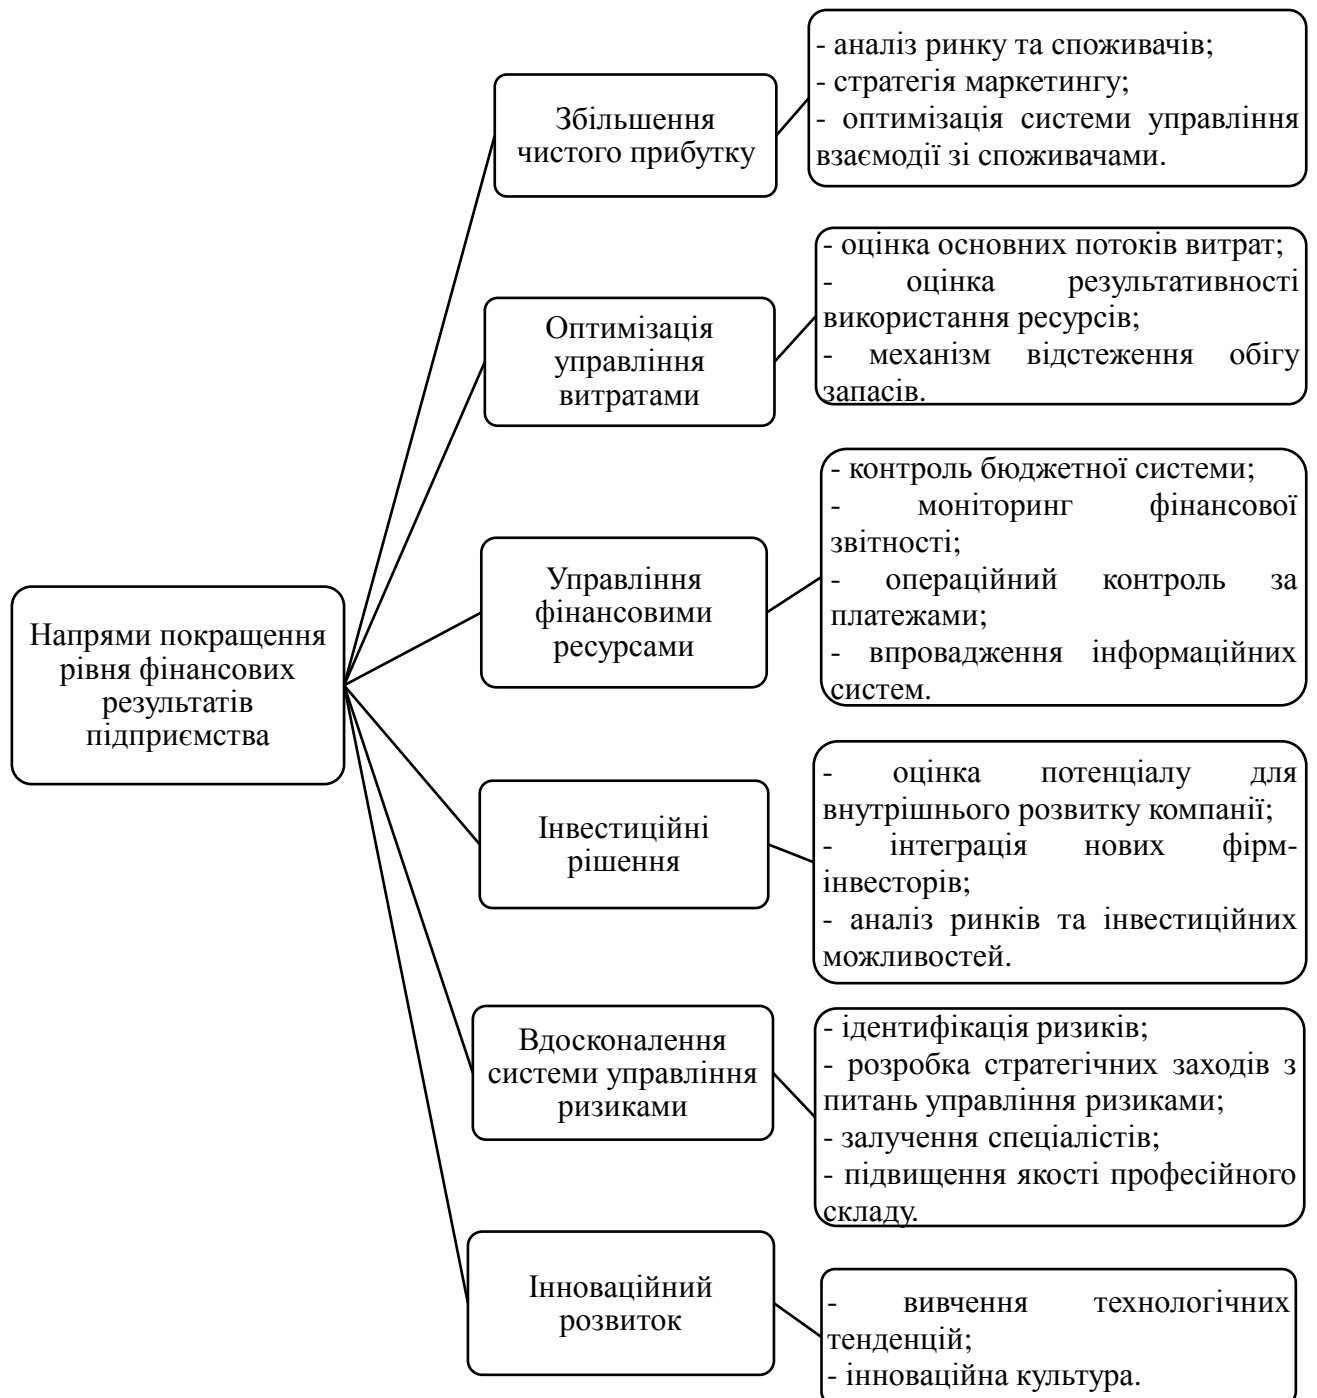 Напрями покращення
рівня фінансових
результатів
підприємства
Збільшення
чистого прибутку
- аналіз ринку та споживачів;
- стратегія маркетингу;
- оптимізація системи управління
взаємодії зі споживачами.
Оптимізація
управління
витратами
- оцінка основних потоків витрат;
- оцінка результативності
використання ресурсів;
- механізм відстеження обігу
запасів.
Управління
фінансовими
ресурсами
- контроль бюджетної системи;
- моніторинг фінансової
звітності;
- операційний контроль за
платежами;
- впровадження інформаційних
систем.
Інвестиційні
рішення
- оцінка потенціалу для
внутрішнього розвитку компанії;
- інтеграція нових фірм-
інвесторів;
- аналіз ринків та інвестиційних
можливостей.
Вдосконалення
системи управління
ризиками
- ідентифікація ризиків;
- розробка стратегічних заходів з
питань управління ризиками;
- залучення спеціалістів;
- підвищення якості професійного
складу.
Інноваційний
розвиток
- вивчення технологічних
тенденцій;
- інноваційна культура.